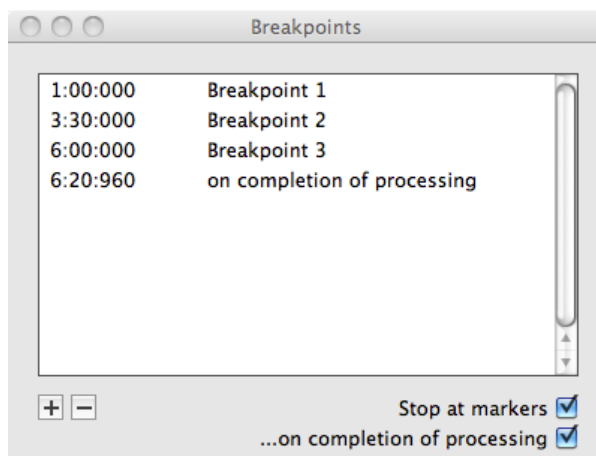 Breakpoints
1:00:000 Breakpoint 1
3:30:000 Breakpoint 2
6:00:000 Breakpoint 3
6:20:960 on completion of processing
+ −
Stop at markers
...on completion of processing